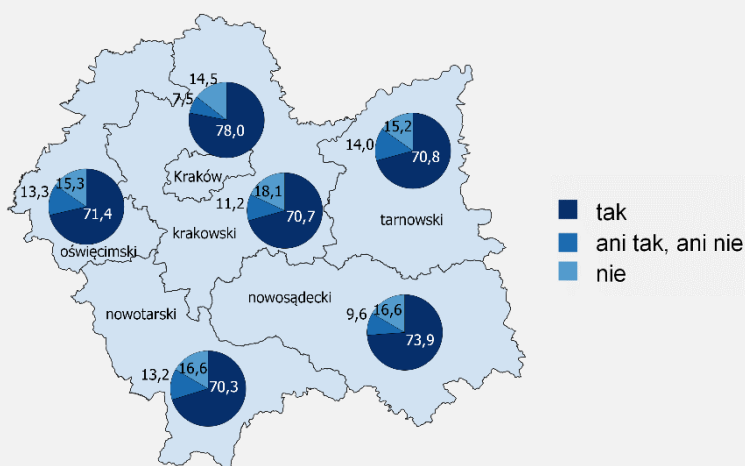 14,5
7,5
78,0
Kraków
15,2
14,0
70,8
tarnowski
15,3
13,3
71,4
oświęcimski
18,1
11,2
70,7
krakowski
nowosądecki
16,6
9,6
73,9
nowotarski
16,6
13,2
70,3
tak
ani tak, ani nie
nie